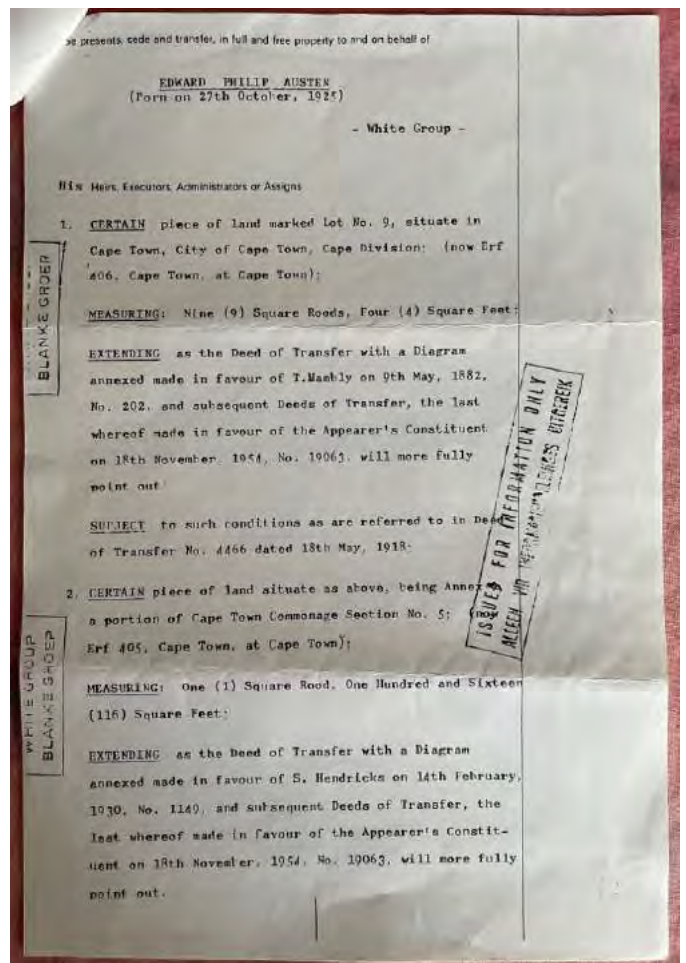 presents, cede and transfer, in full and free property to and on behalf of
EDWARD PHILIP AUSTEN
(Born on 27th October, 1925)
- White Group -
His Heirs, Executors, Administrators or Assigns
1. CERTAIN piece of land marked Lot No. 9, situate in
Cape Town, City of Cape Town, Cape Division; (now Erf
406, Cape Town, at Cape Town);
MEASURING: Nine (9) Square Roods, Four (4) Square Feet;
EXTENDING as the Deed of Transfer with a Diagram
annexed made in favour of T. on 9th May, 1882,
No. 202, and subsequent Deeds of Transfer, the last
whereof made in favour of the Appearer's Constituent
on 18th November, 1954, No. 19063, will more fully
point out.
SUBJECT to such conditions as are referred to in Deed
of Transfer No. 4466 dated 18th May, 1918.
2. CERTAIN piece of land situate as above, being Annex
a portion of Cape Town Commonage Section No. 5; (now
Erf 405, Cape Town, at Cape Town);
MEASURING: One (1) Square Rood, One Hundred and Sixteen
(116) Square Feet;
EXTENDING as the Deed of Transfer with a Diagram
annexed made in favour of S. Hendricks on 14th February,
1930, No. 1149, and subsequent Deeds of Transfer, the
last whereof made in favour of the Appearer's Constit-
uent on 18th November, 1954, No. 19063, will more fully
point out.
BLANKE GROEP
WHITE GROUP
BLANKE GROEP
ISSUED FOR INFORMATION ONLY
ALLEEN VIR UITGEREIK